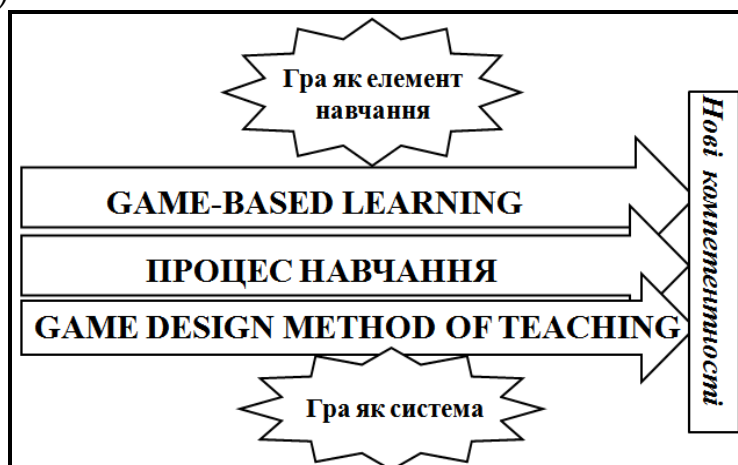 Гра як елемент
навчання
GAME-BASED LEARNING
ПРОЦЕС НАВЧАННЯ
GAME DESIGN METHOD OF TEACHING
Гра як система
Нові компетентності